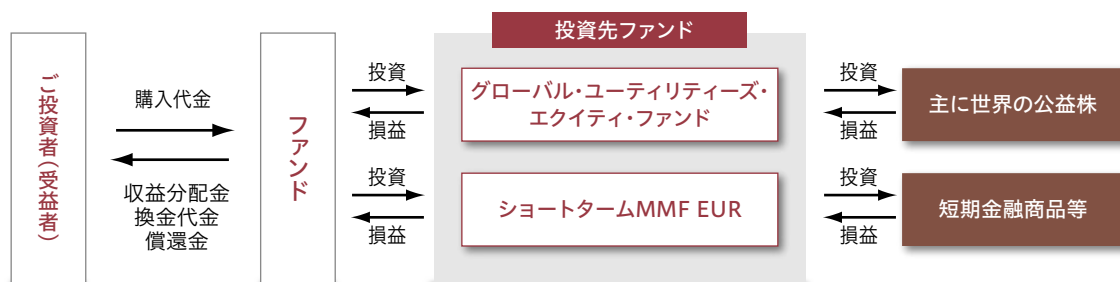 投資先ファンド
ご投資者(受益者)
購入代金
収益分配金
換金代金
償還金
ファンド
投資
損益
グローバル・ユーティリティーズ・
エクイティ・ファンド
投資
損益
主に世界の公益株
投資
損益
ショートタームMMF EUR
投資
損益
短期金融商品等